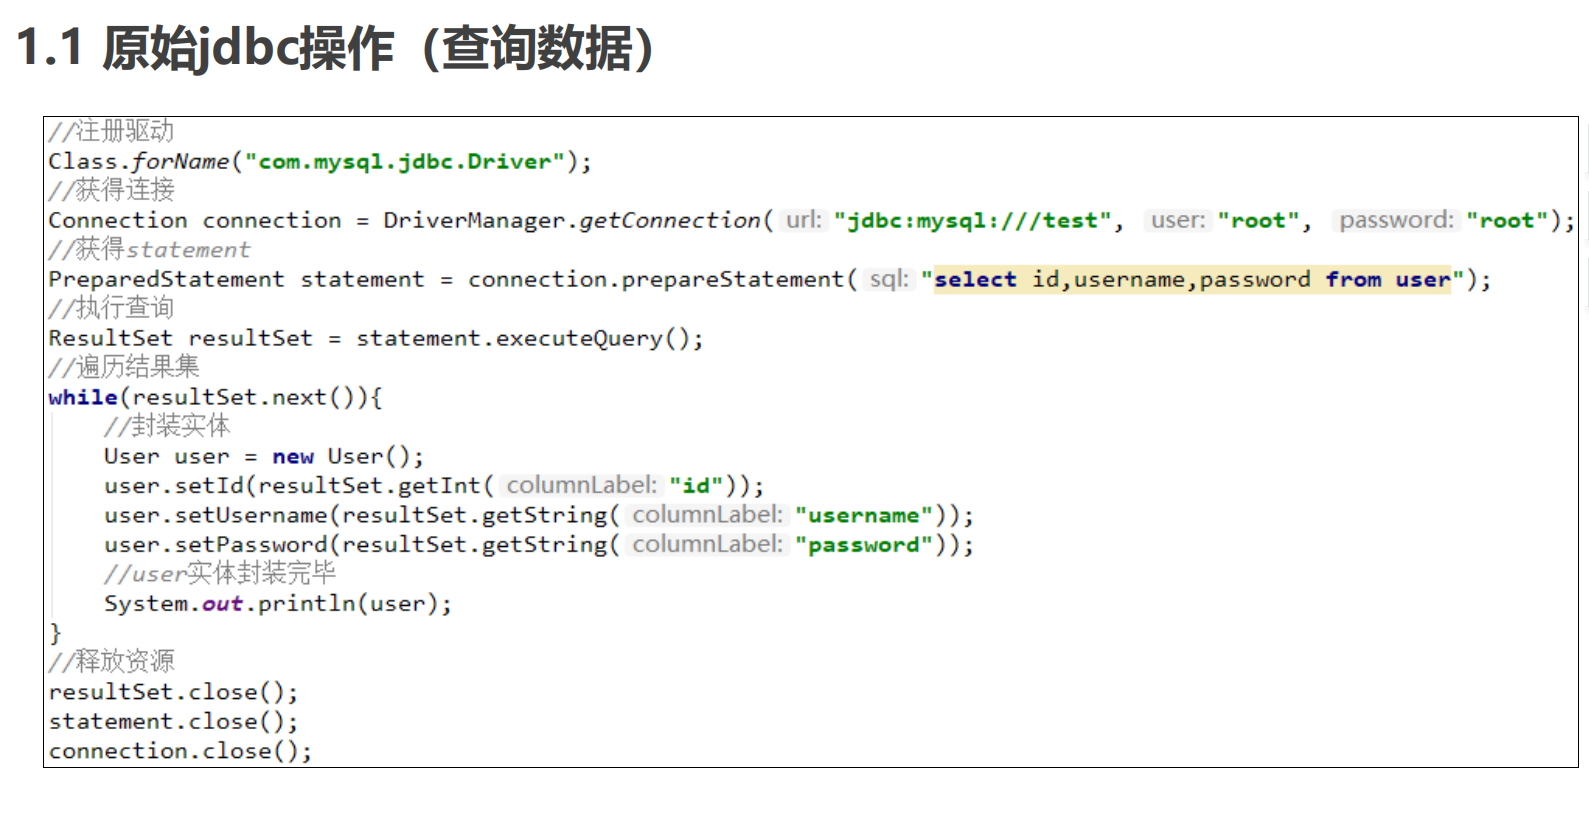 1.1 原始jdbc操作（查询数据）
//注册驱动
Class.forName("com.mysql.jdbc.Driver");
//获得连接
Connection connection = DriverManager.getConnection( url: "jdbc:mysql:///test", user: "root", password: "root");
//获得statement
PreparedStatement statement = connection.prepareStatement( sql: "select id,username,password from user");
//执行查询
ResultSet resultSet = statement.executeQuery();
//遍历结果集
while(resultSet.next()){
//封装实体
User user = new User();
user.setId(resultSet.getInt( columnLabel: "id"));
user.setUsername(resultSet.getString( columnLabel: "username"));
user.setPassword(resultSet.getString( columnLabel: "password"));
//user实体封装完毕
System.out.println(user);
}
//释放资源
resultSet.close();
statement.close();
connection.close();